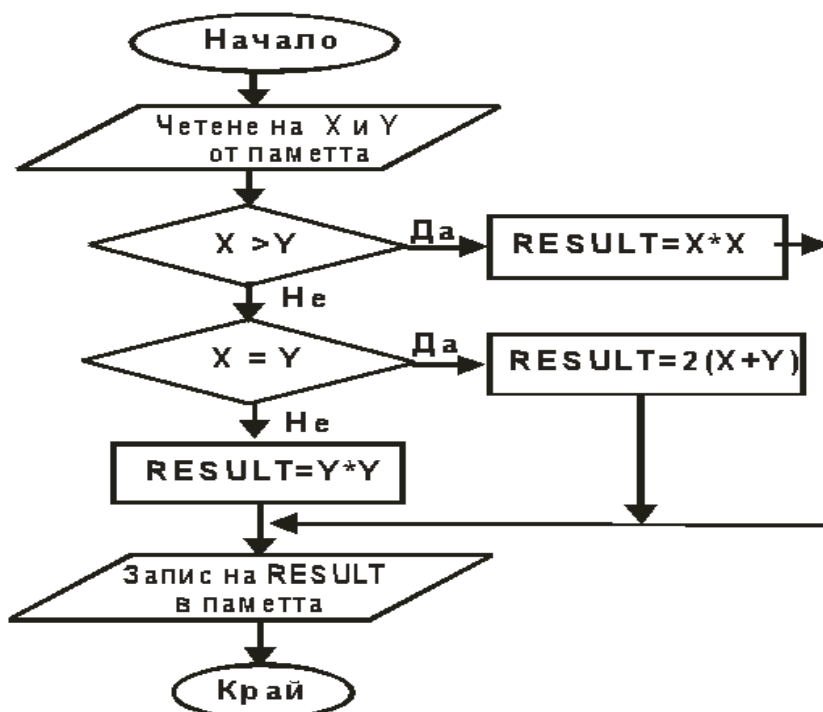 Начало
Четене на X и Y
от паметта
X >Y
Да
RESULT=X*X
Не
X = Y
Да
RESULT=2(X+Y)
Не
RESULT=Y*Y
Запис на RESULT
в паметта
Край